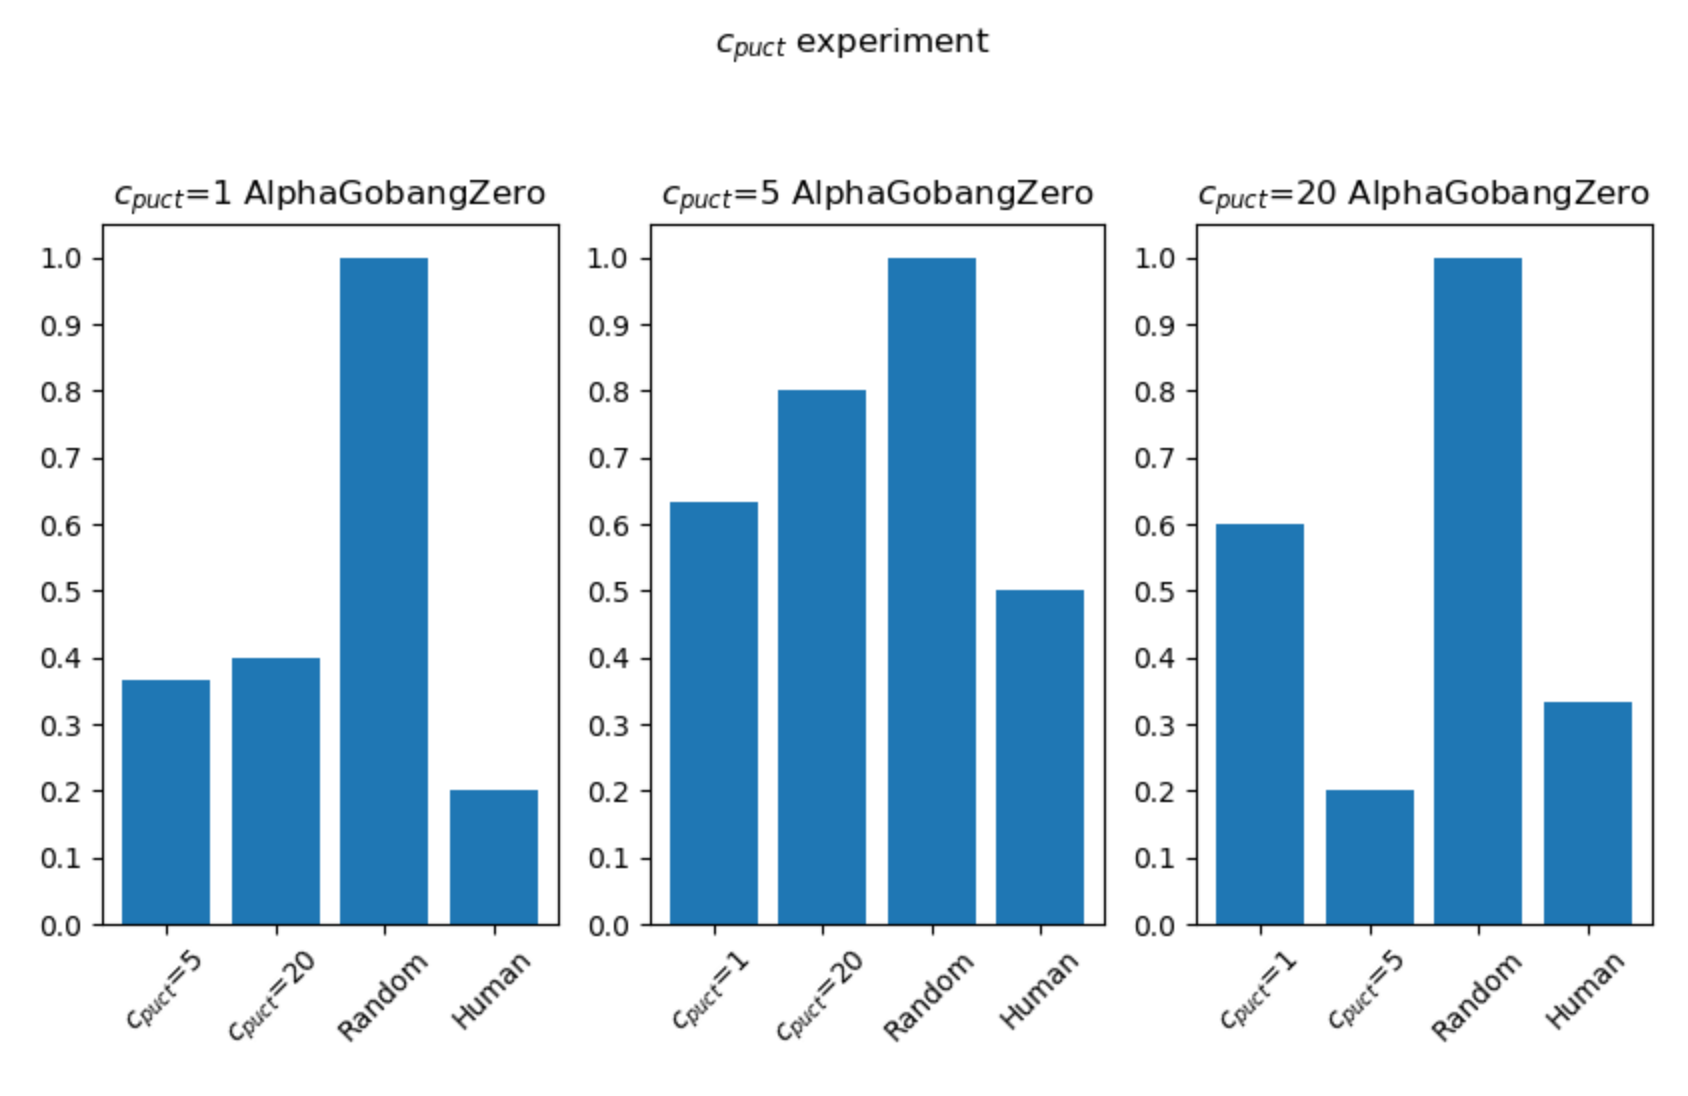 c_puct experiment
c_puct=1 AlphaGobangZero
1.0
0.9
0.8
0.7
0.6
0.5
0.4
0.3
0.2
0.1
0.0
c_puct=5
c_puct=20
Random
Human
c_puct=5 AlphaGobangZero
1.0
0.9
0.8
0.7
0.6
0.5
0.4
0.3
0.2
0.1
0.0
c_puct=1
c_puct=20
Random
Human
c_puct=20 AlphaGobangZero
1.0
0.9
0.8
0.7
0.6
0.5
0.4
0.3
0.2
0.1
0.0
c_puct=1
c_puct=5
Random
Human